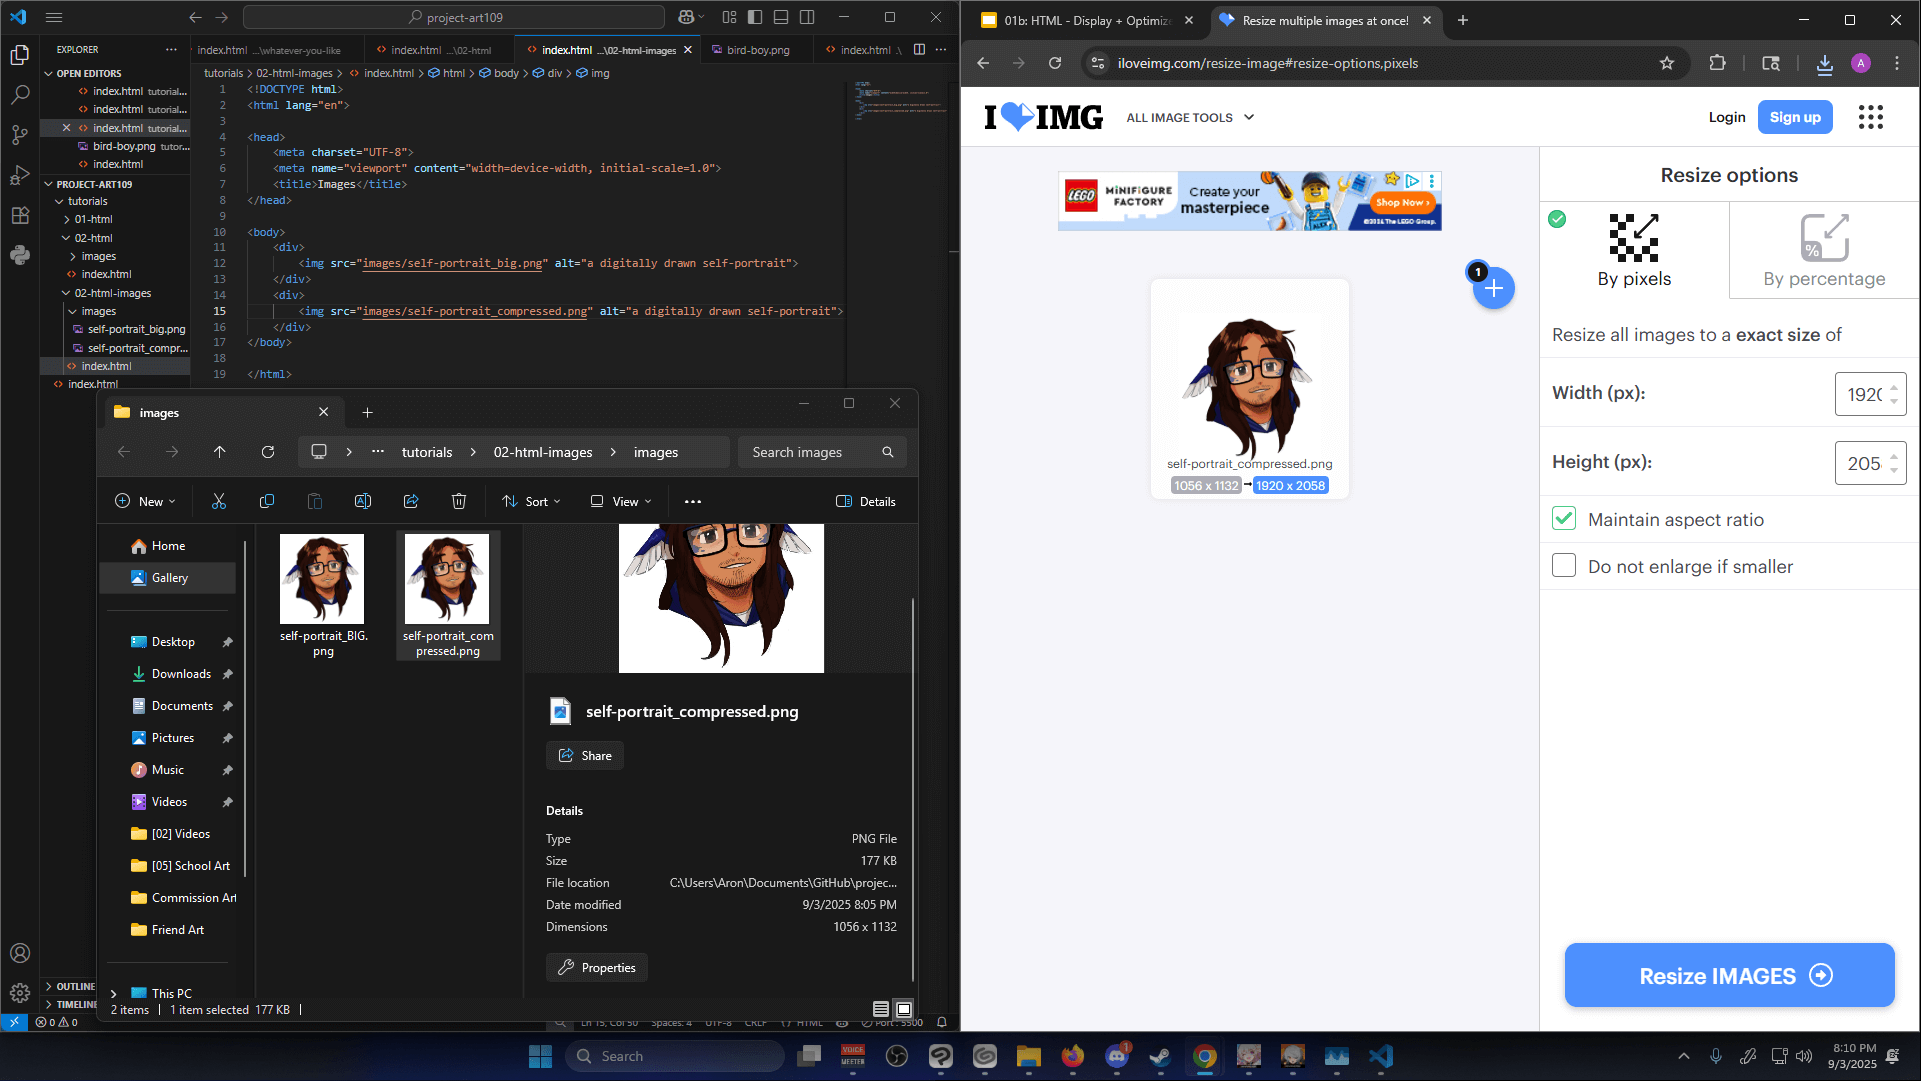 project-art109
EXPLORER
OPEN EDITORS
index.html tutorial...
index.html tutorial...
index.html tutorial...
bird-boy.png tutor...
index.html
PROJECT-ART109
tutorials
01-html
02-html
images
index.html
02-html-images
images
self-portrait_big.png
self-portrait_compr...
index.html
index.html
OUTLINE
TIMELINE
index.html ...\whatever-you-like
index.html ...\02-html
index.html ...\02-html-images
bird-boy.png
index.html .\
tutorials > 02-html-images > index.html > html > body > div > img
1 <!DOCTYPE html>
2 <html lang="en">
3
4 <head>
5 <meta charset="UTF-8">
6 <meta name="viewport" content="width=device-width, initial-scale=1.0">
7 <title>Images</title>
8 </head>
9
10 <body>
11 <div>
12 <img src="images/self-portrait_big.png" alt="a digitally drawn self-portrait">
13 </div>
14 <div>
15 <img src="images/self-portrait_compressed.png" alt="a digitally drawn self-portrait">
16 </div>
17 </body>
18
19 </html>
images
tutorials > 02-html-images > images
Search images
New
Sort
View
Details
Home
Gallery
Desktop
Downloads
Documents
Pictures
Music
Videos
[02] Videos
[05] School Art
Commission Art
Friend Art
This PC
self-portrait_BIG.
png
self-portrait_com
pressed.png
self-portrait_compressed.png
Share
Details
Type PNG File
Size 177 KB
File location C:\Users\Aron\Documents\GitHub\projec...
Date modified 9/3/2025 8:05 PM
Dimensions 1056 x 1132
Properties
2 items 1 item selected 177 KB
0 0
Ln 15, Col 50 Spaces: 4 UTF-8 CRLF HTML Port : 5500
01b: HTML - Display + Optimize
Resize multiple images at once!
iloveimg.com/resize-image#resize-options,pixels
A
I IMG
ALL IMAGE TOOLS
Login
Sign up
LEGO
MINIFIGURE
FACTORY
Create your
masterpiece
Shop Now ›
1
self-portrait_compressed.png
1056 x 1132 1920 x 2058
Resize options
By pixels
%
By percentage
Resize all images to a exact size of
Width (px): 1920
Height (px): 205
Maintain aspect ratio
Do not enlarge if smaller
Resize IMAGES
Search
VOICE
MEETER
1
8:10 PM
9/3/2025